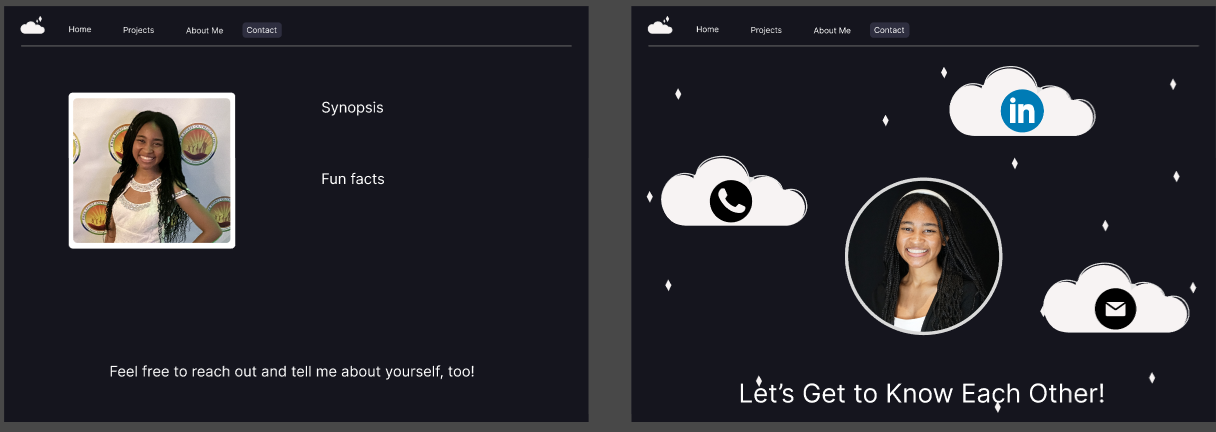 Home Projects About Me Contact
Synopsis
Fun facts
Feel free to reach out and tell me about yourself, too!
Home Projects About Me Contact
in
Let's Get to Know Each Other!